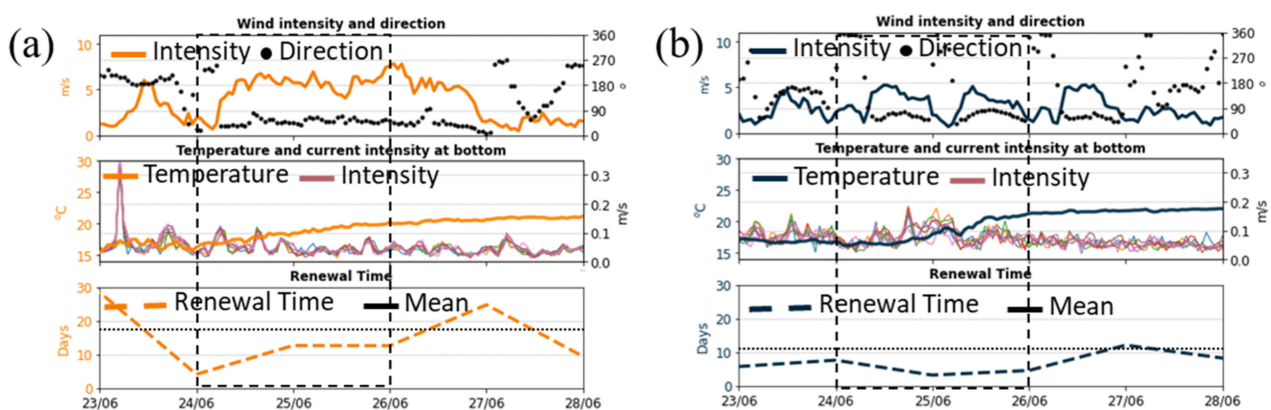 (a)
Wind intensity and direction
Intensity Direction
10
5
0
m/s
360
270
180
90
0
o
Temperature and current intensity at bottom
Temperature Intensity
30
25
20
15
ºC
0.3
0.2
0.1
0.0
m/s
Renewal Time
Renewal Time Mean
30
20
10
0
Days
23/06 24/06 25/06 26/06 27/06 28/06
(b)
Wind intensity and direction
Intensity Direction
10
5
0
m/s
360
270
180
90
0
o
Temperature and current intensity at bottom
Temperature Intensity
30
25
20
15
ºC
0.3
0.2
0.1
0.0
m/s
Renewal Time
Renewal Time Mean
30
20
10
0
Days
23/06 24/06 25/06 26/06 27/06 28/06